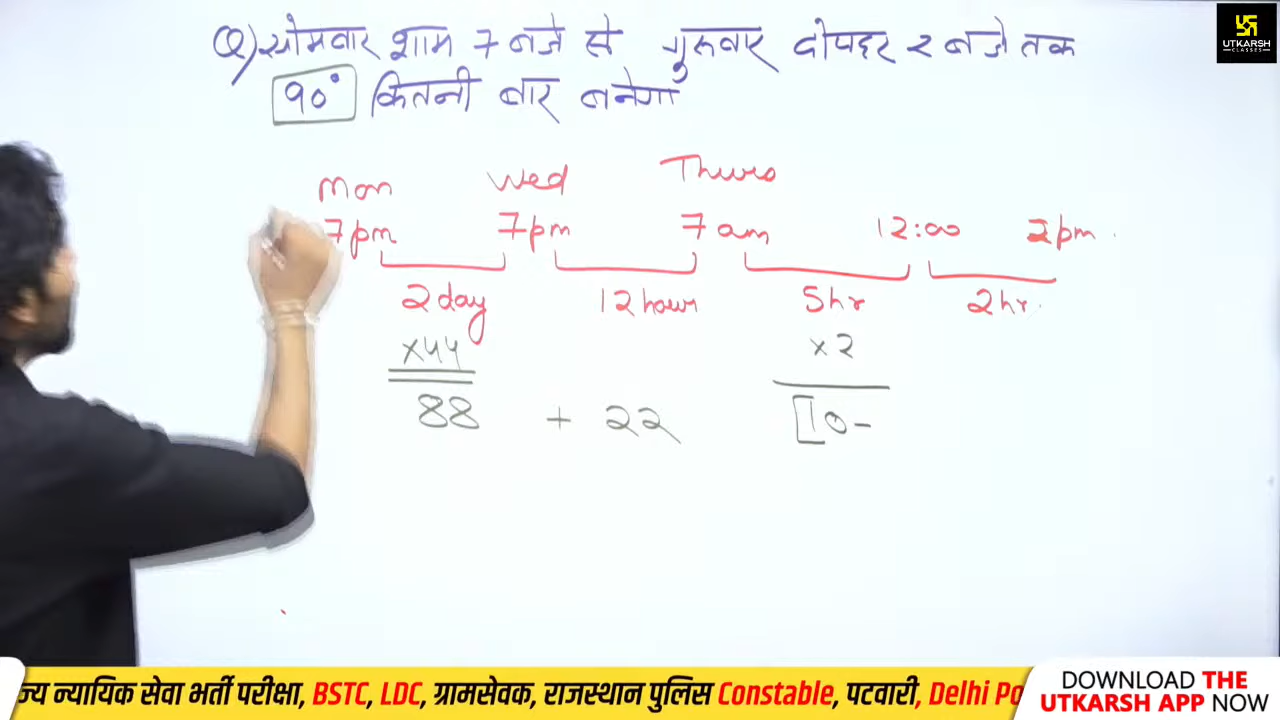 Q) सोमवार शाम 7 बजे से गुरूवार दोपहर 2 बजे तक
90° कितनी बार बनेगा
Mon Wed Thurs
7pm 7pm 7am 12:00 2pm.
2day 12hour 5hr 2hr.
×44 ×2
88 + 22 [10-
UTKARSH
CLASSES
न्य न्यायिक सेवा भर्ती परीक्षा, BSTC, LDC, ग्रामसेवक, राजस्थान पुलिस Constable, पटवारी, Delhi Po
DOWNLOAD THE
UTKARSH APP NOW